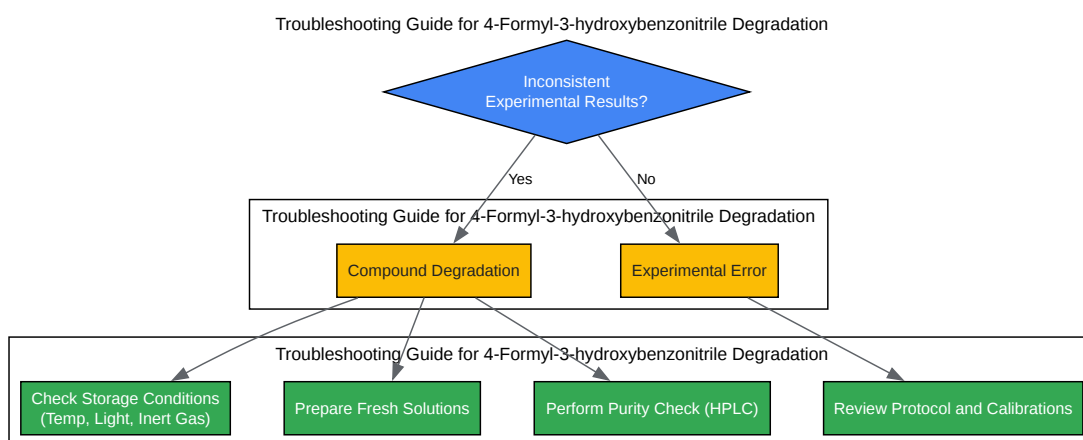 Troubleshooting Guide for 4-Formyl-3-hydroxybenzonitrile Degradation
Inconsistent
Experimental Results?
Yes
No
Troubleshooting Guide for 4-Formyl-3-hydroxybenzonitrile Degradation
Compound Degradation
Experimental Error
Troubleshooting Guide for 4-Formyl-3-hydroxybenzonitrile Degradation
Check Storage Conditions
(Temp, Light, Inert Gas)
Prepare Fresh Solutions
Perform Purity Check (HPLC)
Review Protocol and Calibrations